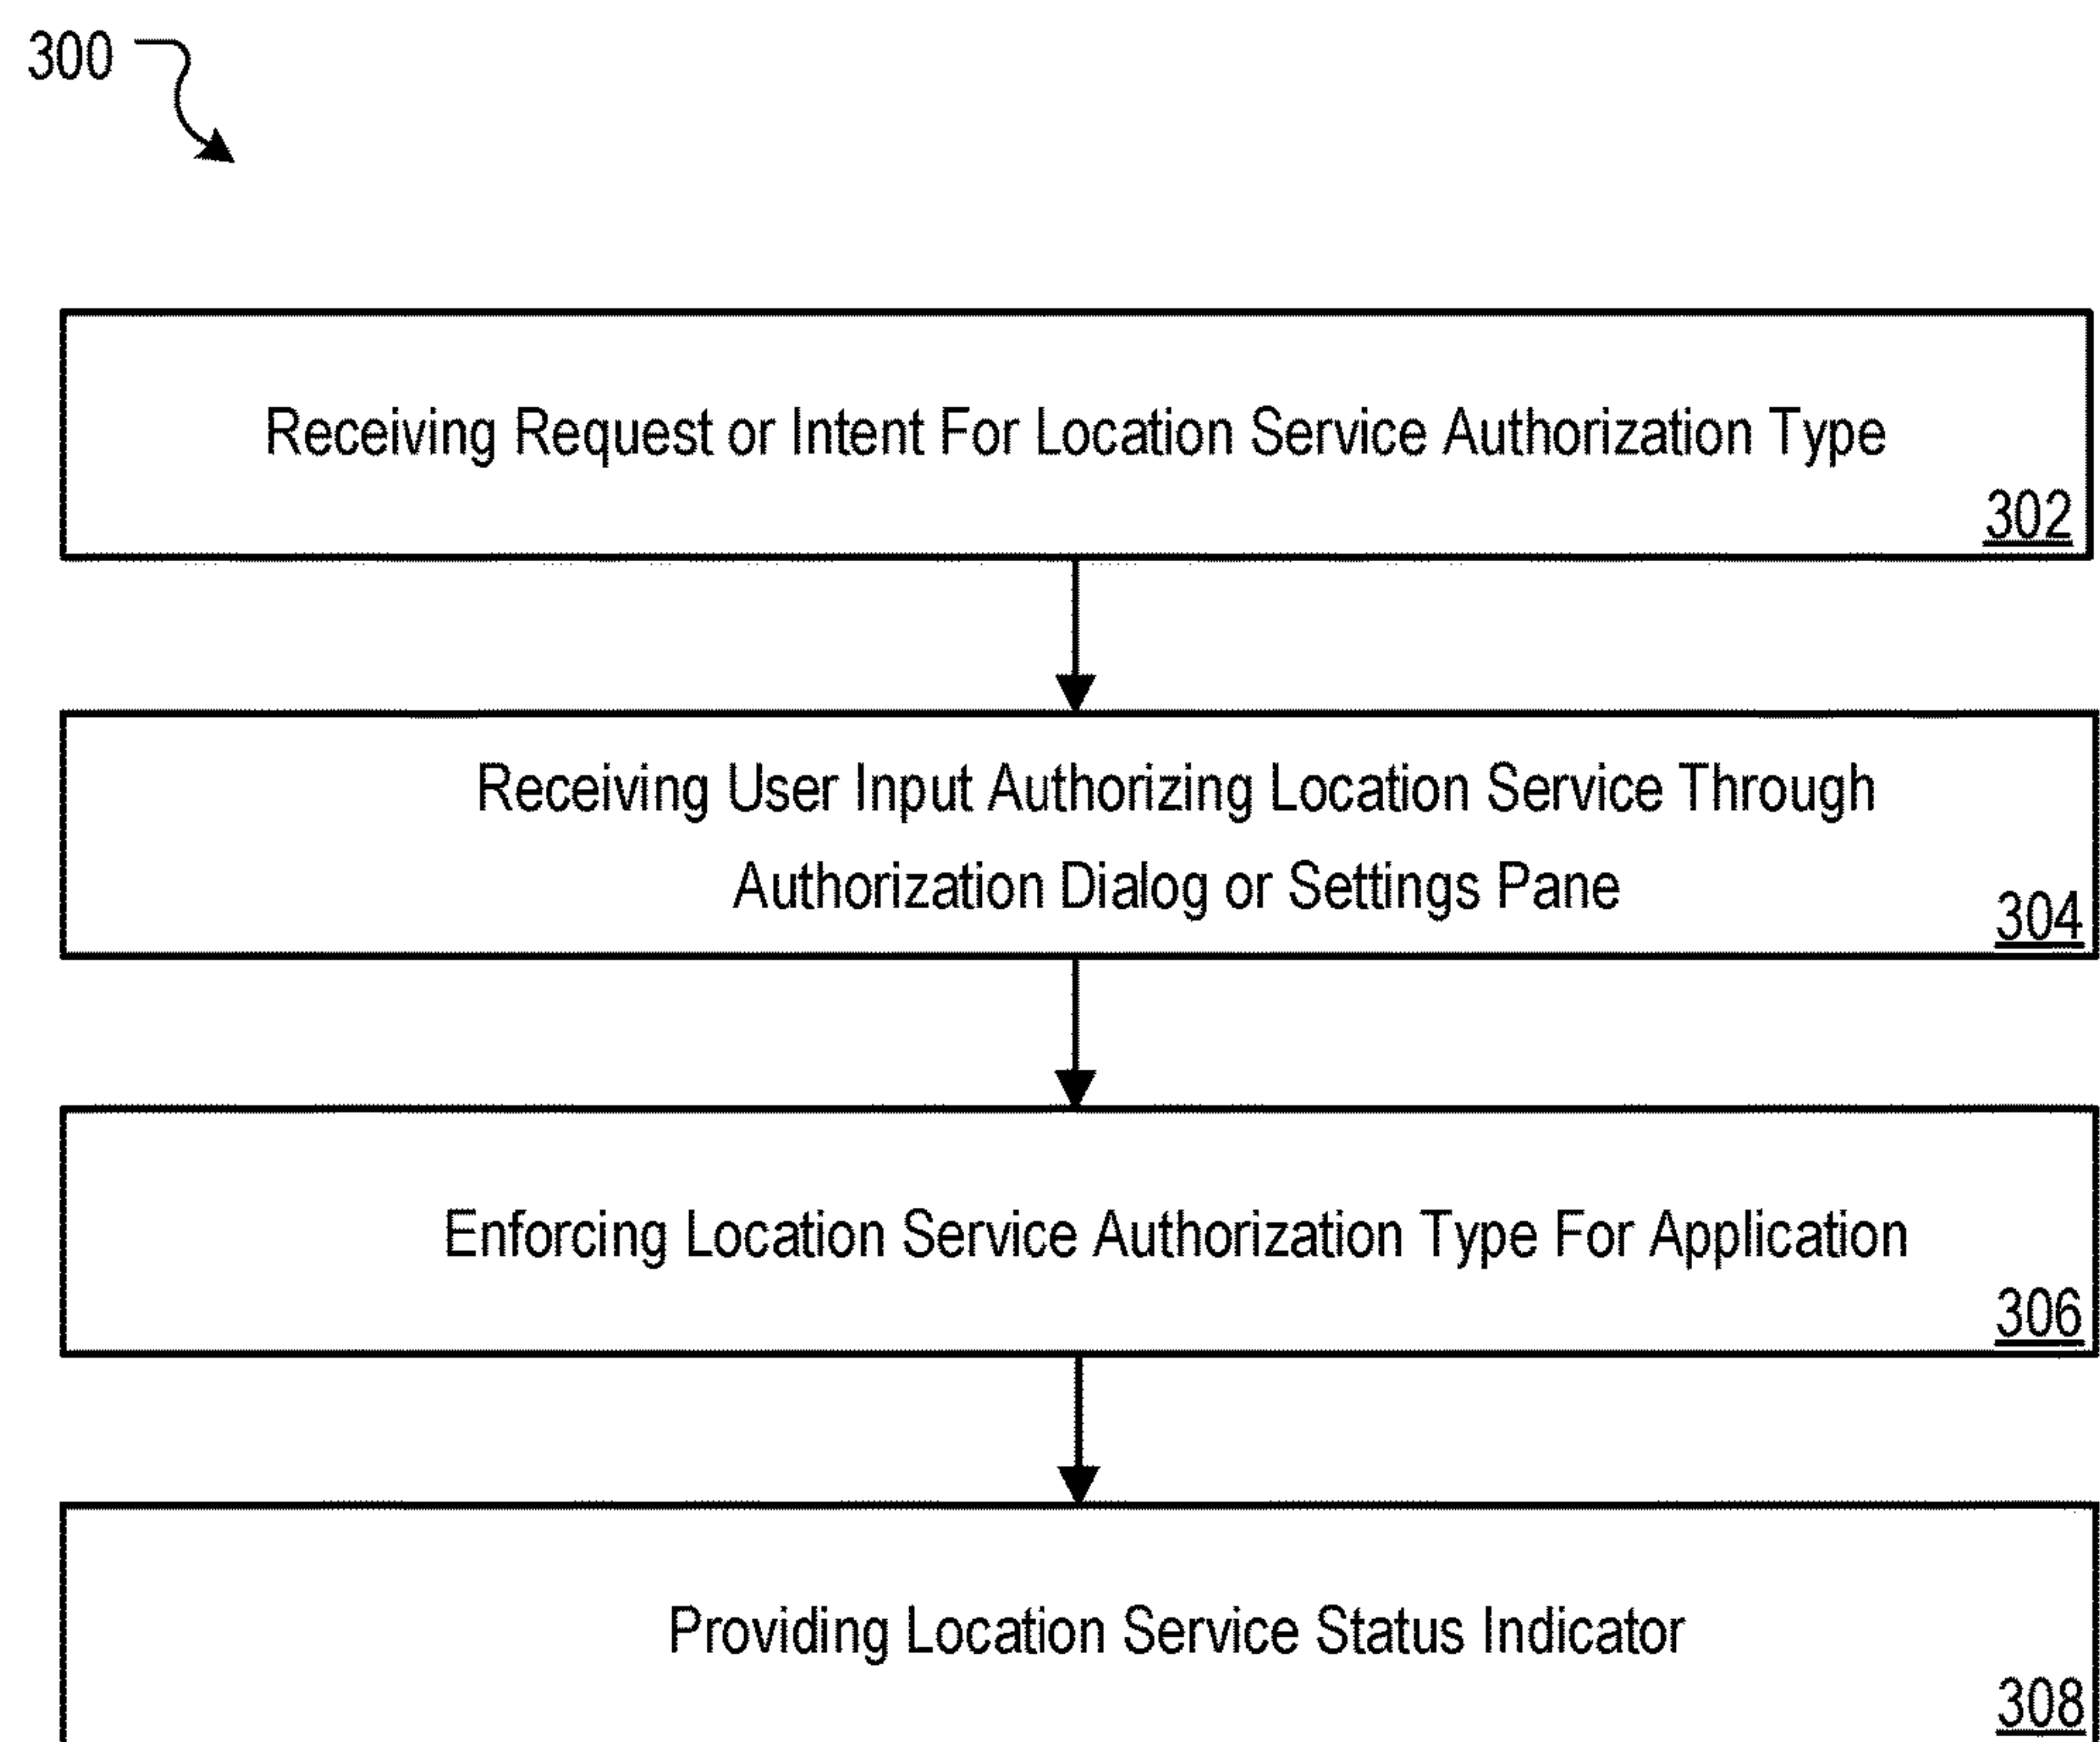 300
Receiving Request or Intent For Location Service Authorization Type
302
Receiving User Input Authorizing Location Service Through
Authorization Dialog or Settings Pane
304
Enforcing Location Service Authorization Type For Application
306
Providing Location Service Status Indicator
308